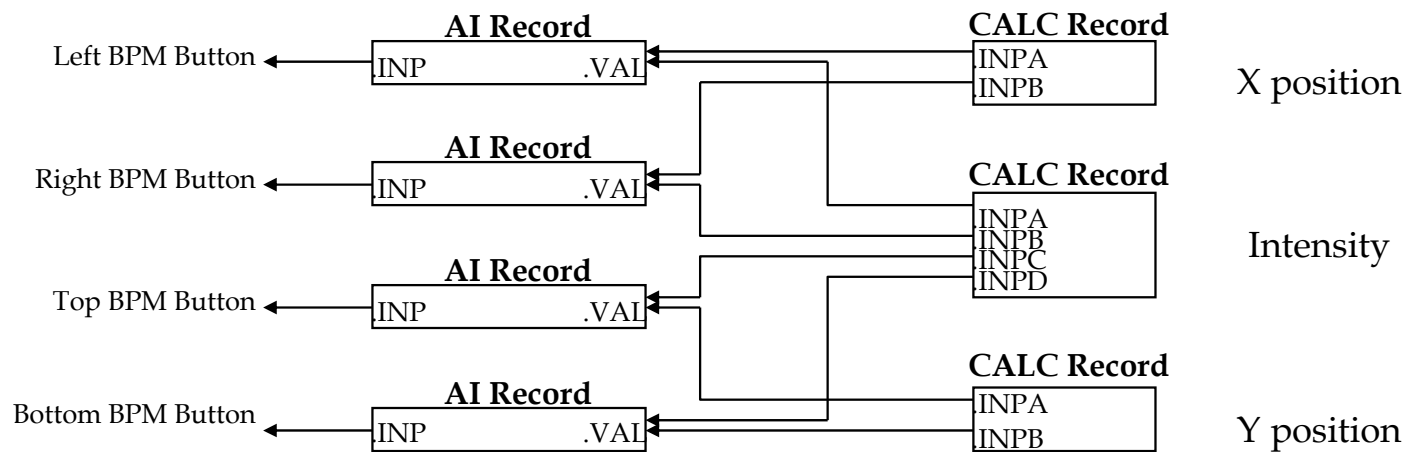 AI Record
CALC Record
Left BPM Button
.INP
.VAL
.INPA
.INPB
X position
AI Record
Right BPM Button
.INP
.VAL
CALC Record
.INPA
.INPB
.INPC
.INPD
Intensity
AI Record
Top BPM Button
.INP
.VAL
CALC Record
.INPA
.INPB
Y position
AI Record
Bottom BPM Button
.INP
.VAL